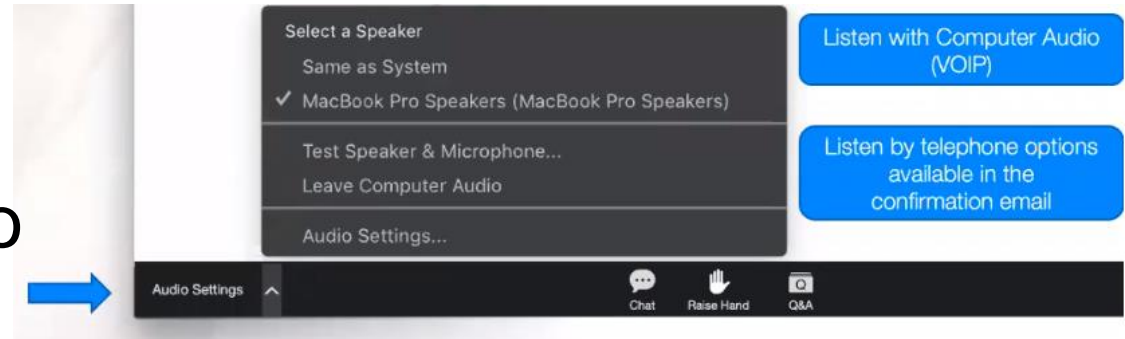 Select a Speaker
Same as System
✓ MacBook Pro Speakers (MacBook Pro Speakers)
Test Speaker & Microphone...
Leave Computer Audio
Audio Settings...
Listen with Computer Audio
(VOIP)
Listen by telephone options
available in the
confirmation email
Audio Settings
Chat
Raise Hand
Q&A